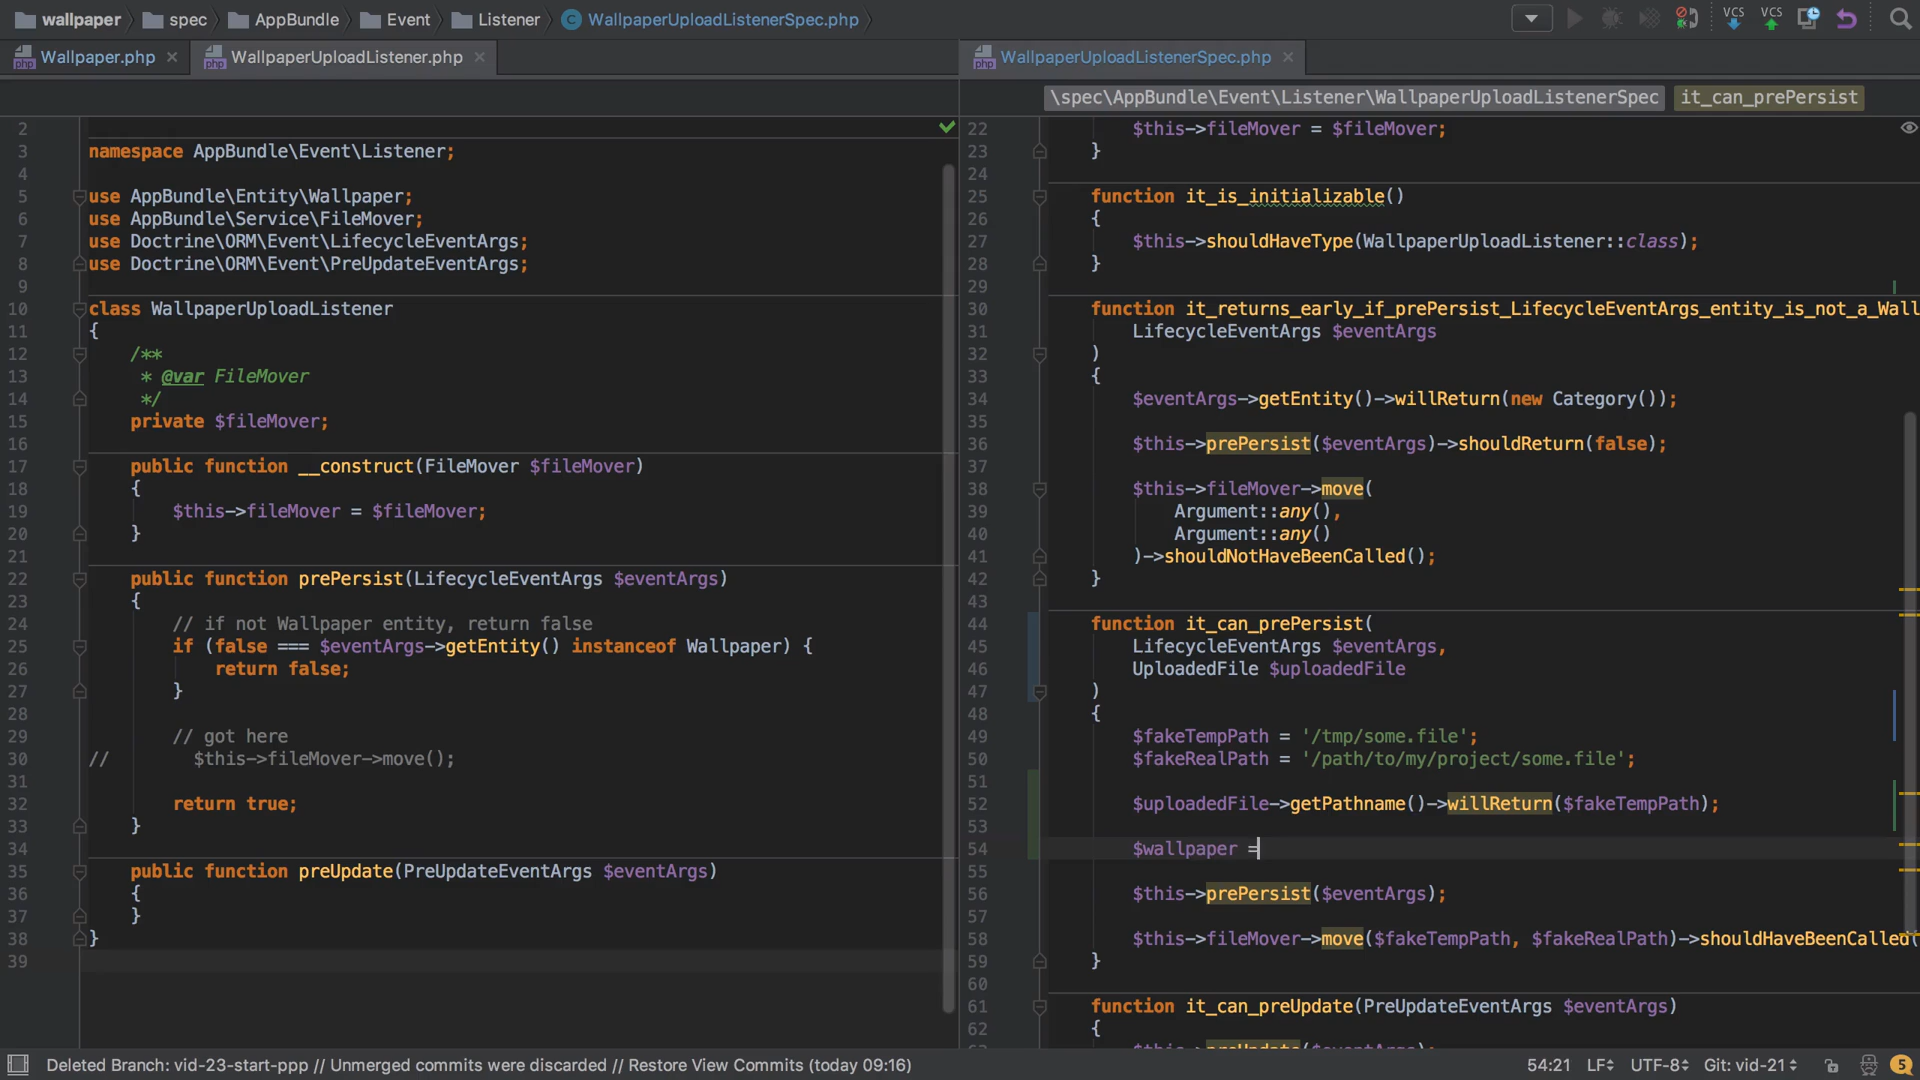 wallpaper spec AppBundle Event Listener WallpaperUploadListenerSpec.php
Wallpaper.php WallpaperUploadListener.php WallpaperUploadListenerSpec.php
VCS VCS
\spec\AppBundle\Event\Listener\WallpaperUploadListenerSpec it_can_prePersist
2
3 namespace AppBundle\Event\Listener;
4
5 use AppBundle\Entity\Wallpaper;
6 use AppBundle\Service\FileMover;
7 use Doctrine\ORM\Event\LifecycleEventArgs;
8 use Doctrine\ORM\Event\PreUpdateEventArgs;
9
10 class WallpaperUploadListener
11 {
12 /**
13 * @var FileMover
14 */
15 private $fileMover;
16
17 public function __construct(FileMover $fileMover)
18 {
19 $this->fileMover = $fileMover;
20 }
21
22 public function prePersist(LifecycleEventArgs $eventArgs)
23 {
24 // if not Wallpaper entity, return false
25 if (false === $eventArgs->getEntity() instanceof Wallpaper) {
26 return false;
27 }
28
29 // got here
30 // $this->fileMover->move();
31
32 return true;
33 }
34
35 public function preUpdate(PreUpdateEventArgs $eventArgs)
36 {
37 }
38 }
39
22 $this->fileMover = $fileMover;
23 }
24
25 function it_is_initializable()
26 {
27 $this->shouldHaveType(WallpaperUploadListener::class);
28 }
29
30 function it_returns_early_if_prePersist_LifecycleEventArgs_entity_is_not_a_Wall
31 LifecycleEventArgs $eventArgs
32 )
33 {
34 $eventArgs->getEntity()->willReturn(new Category());
35
36 $this->prePersist($eventArgs)->shouldReturn(false);
37
38 $this->fileMover->move(
39 Argument::any(),
40 Argument::any()
41 )->shouldNotHaveBeenCalled();
42 }
43
44 function it_can_prePersist(
45 LifecycleEventArgs $eventArgs,
46 UploadedFile $uploadedFile
47 )
48 {
49 $fakeTempPath = '/tmp/some.file';
50 $fakeRealPath = '/path/to/my/project/some.file';
51
52 $uploadedFile->getPathname()->willReturn($fakeTempPath);
53
54 $wallpaper =
55
56 $this->prePersist($eventArgs);
57
58 $this->fileMover->move($fakeTempPath, $fakeRealPath)->shouldHaveBeenCalled(
59 }
60
61 function it_can_preUpdate(PreUpdateEventArgs $eventArgs)
62 {
Deleted Branch: vid-23-start-ppp // Unmerged commits were discarded // Restore View Commits (today 09:16) 54:21 LF UTF-8 Git: vid-21 5